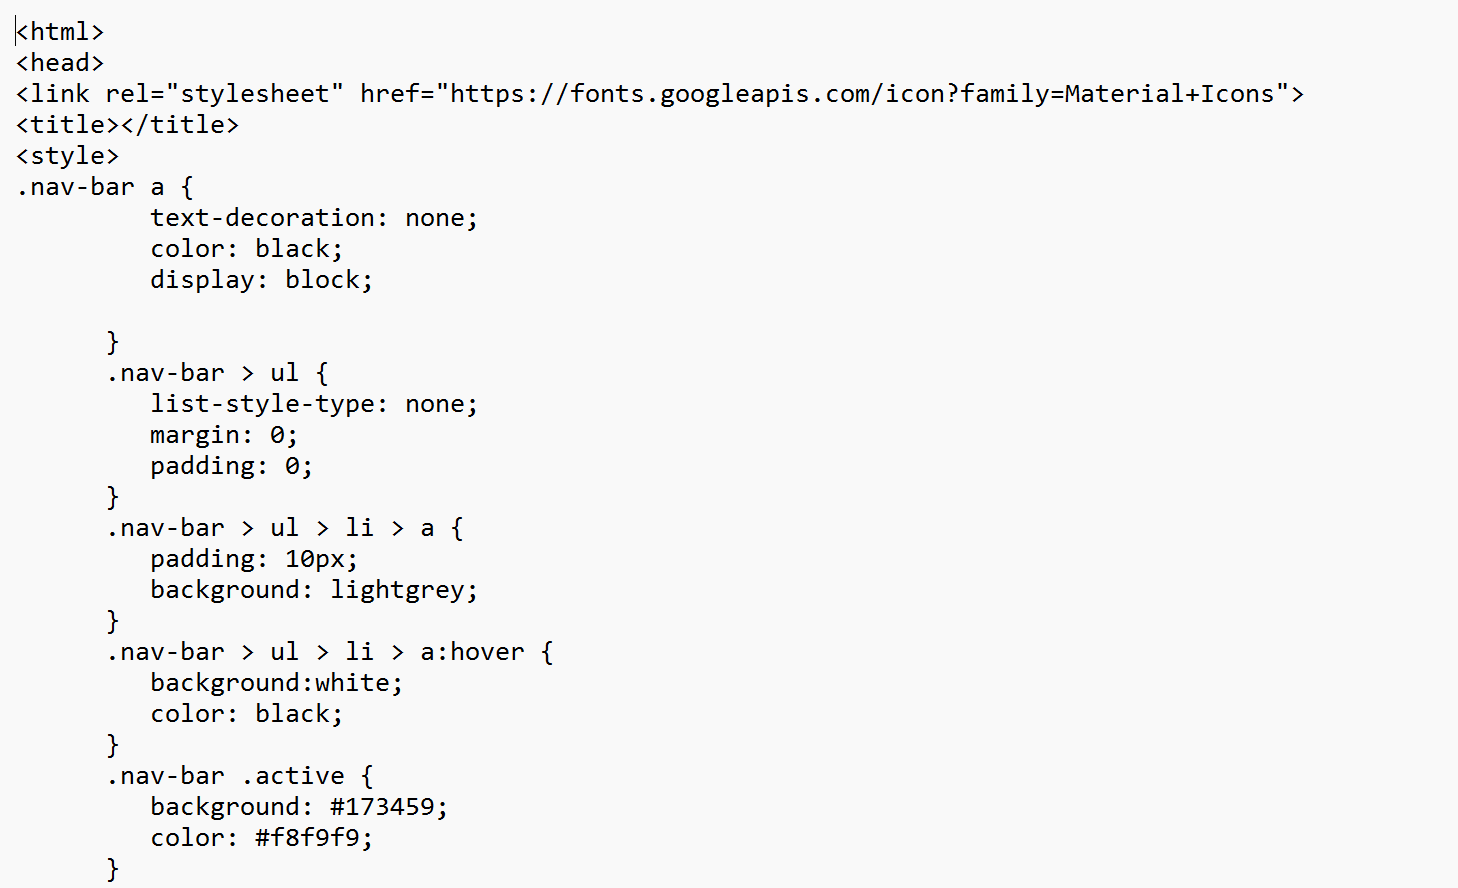 <html>
<head>
<link rel="stylesheet" href="https://fonts.googleapis.com/icon?family=Material+Icons">
<title></title>
<style>
.nav-bar a {
         text-decoration: none;
         color: black;
         display: block;

      }
      .nav-bar > ul {
         list-style-type: none;
         margin: 0;
         padding: 0;
      }
      .nav-bar > ul > li > a {
         padding: 10px;
         background: lightgrey;
      }
      .nav-bar > ul > li > a:hover {
         background:white;
         color: black;
      }
      .nav-bar .active {
         background: #173459;
         color: #f8f9f9;
      }